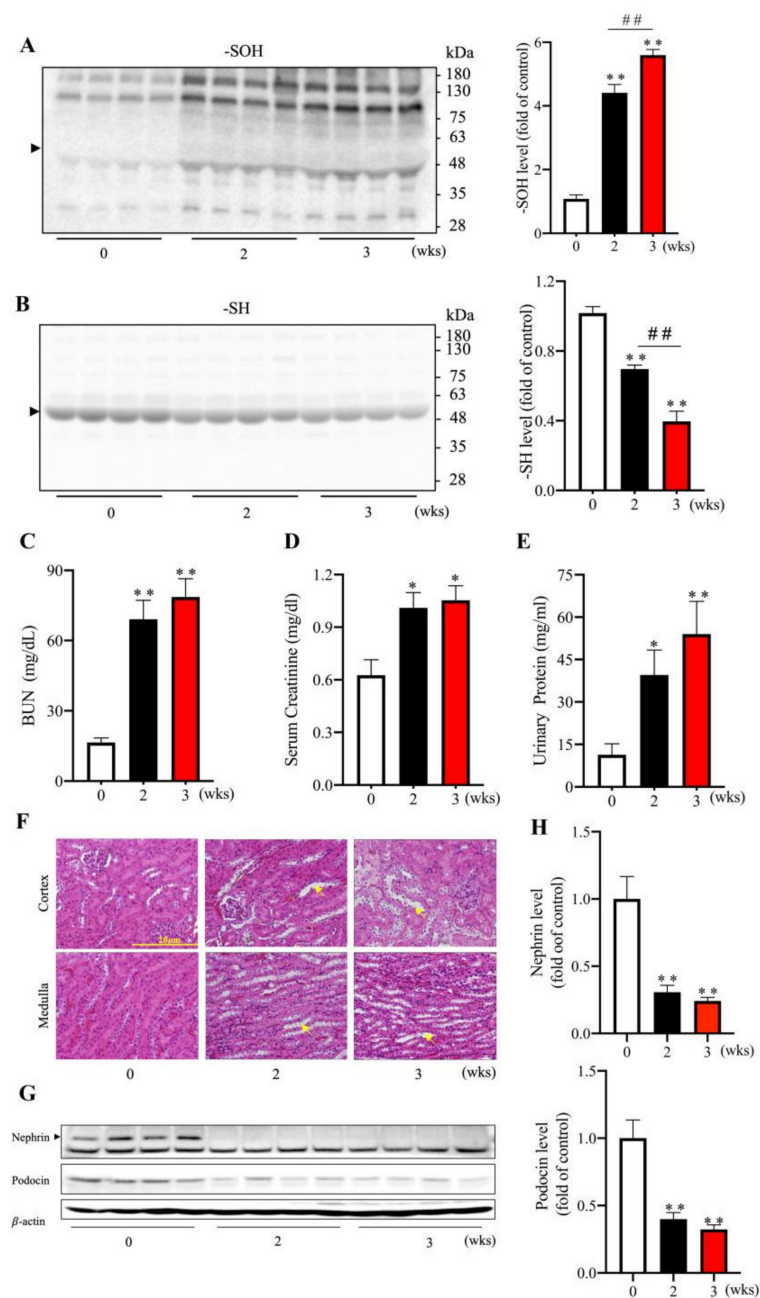 A
-SOH
kDa
180
130
75
63
48
35
28
0 2 3 (wks)
-SOH level (fold of control)
6
4
2
0
##
**
**
0 2 3 (wks)
B
-SH
kDa
180
130
75
63
48
35
28
0 2 3 (wks)
-SH level (fold of control)
1.2
0.8
0.4
0.0
##
**
**
0 2 3 (wks)
C
BUN (mg/dL)
90
60
30
0
**
**
0 2 3 (wks)
D
Serum Creatinine (mg/dl)
1.2
0.9
0.6
0.3
0.0
*
*
0 2 3 (wks)
E
Urinary Protein (mg/ml)
75
60
45
30
15
0
*
**
0 2 3 (wks)
F
Cortex
20μm
Medulla
0 2 3 (wks)
G
Nephrin
Podocin
β-actin
0 2 3 (wks)
H
Nephrin level
(fold oof control)
1.5
1.0
0.5
0.0
**
**
0 2 3 (wks)
Podocin level
(fold of control)
1.5
1.0
0.5
0.0
**
**
0 2 3 (wks)